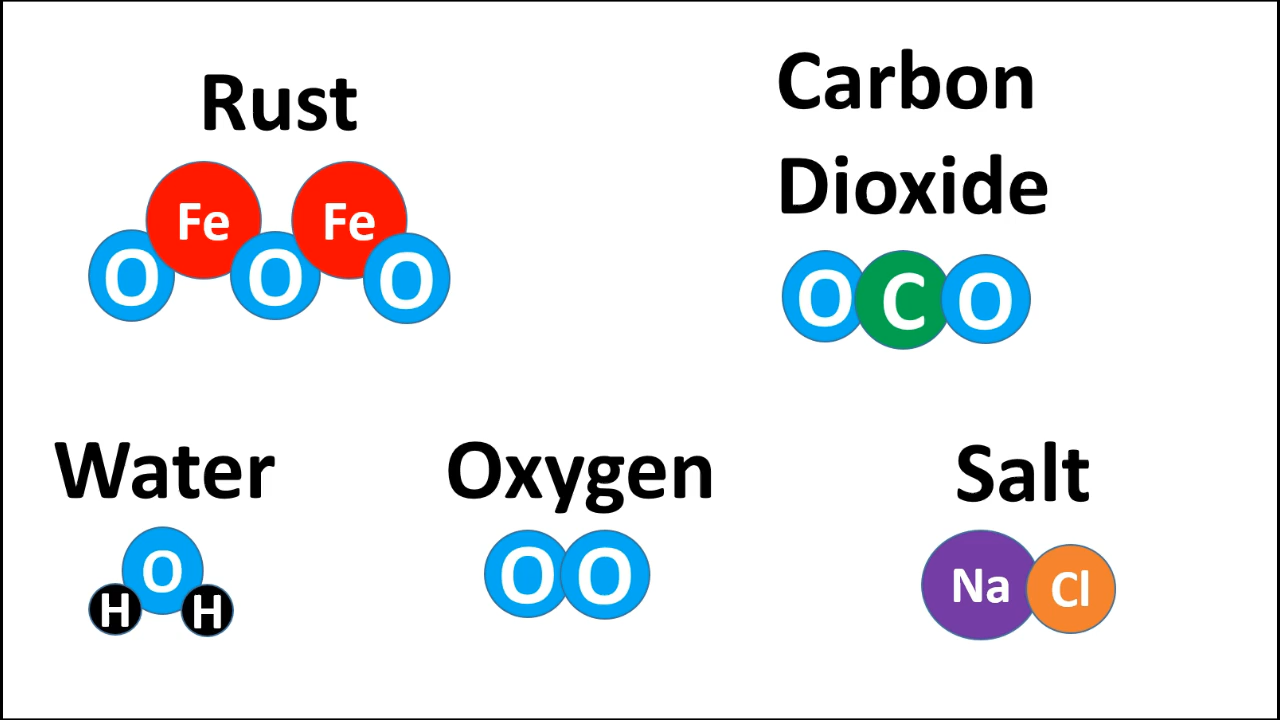 Rust
Fe Fe
O O O
Carbon
Dioxide
O C O
Water
O
H H
Oxygen
O O
Salt
Na Cl